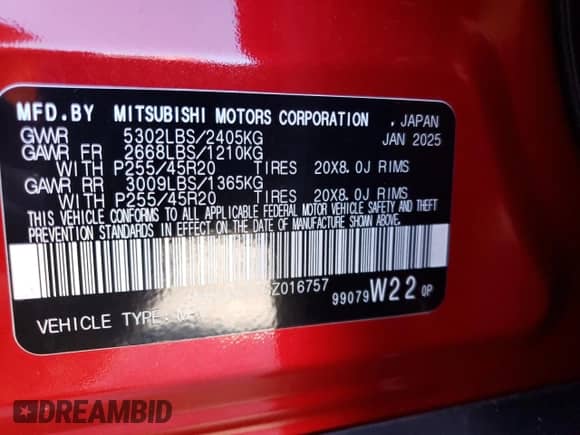 MFD.BY MITSUBISHI MOTORS CORPORATION . JAPAN
GVWR 5302LBS/2405KG JAN 2025
GAWR FR 2668LBS/1210KG
WITH P255/45R20 TIRES 20X8.0J RIMS
GAWR RR 3009LBS/1365KG
WITH P255/45R20 TIRES 20X8.0J RIMS
THIS VEHICLE CONFORMS TO ALL APPLICABLE FEDERAL MOTOR VEHICLE SAFETY AND THEFT
PREVENTION STANDARDS IN EFFECT ON THE DATE OF MANUFACTURE SHOWN ABOVE.
Z016757
99079 W22 0P
VEHICLE TYPE:
DREAMBID